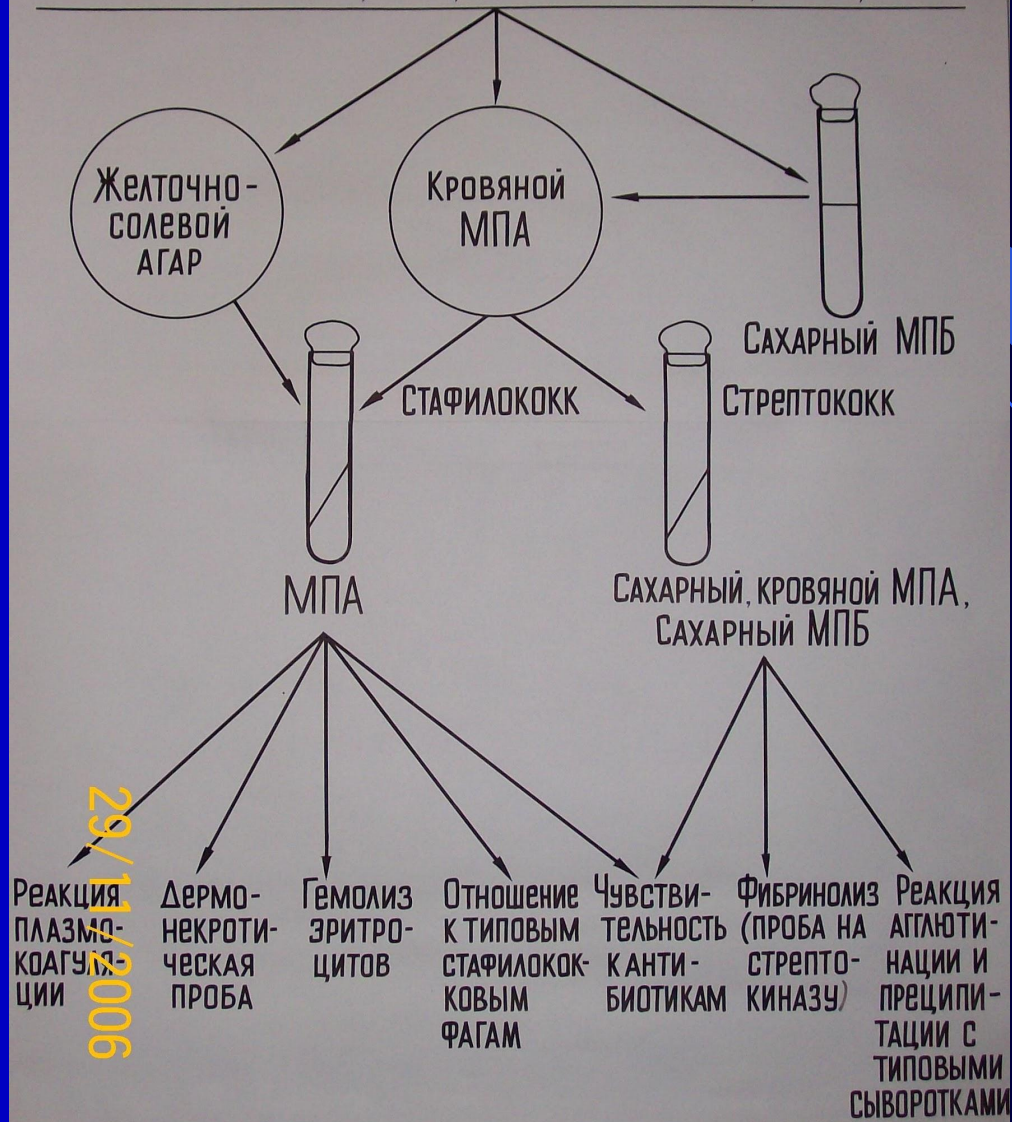 Желточно-
солевой
агар
Кровяной
МПА
Сахарный МПБ
Стафилококк
Стрептококк
МПА
Сахарный, кровяной МПА,
Сахарный МПБ
Реакция
плазмо-
коагуля-
ции
Дермо-
некроти-
ческая
проба
Гемолиз
эритро-
цитов
Отношение
к типовым
стафилокок-
ковым
фагам
Чувстви-
тельность
к анти-
биотикам
Фибринолиз
(проба на
стрепто-
киназу)
Реакция
агглюти-
нации и
преципи-
тации с
типовыми
сыворотками
29/11/2006